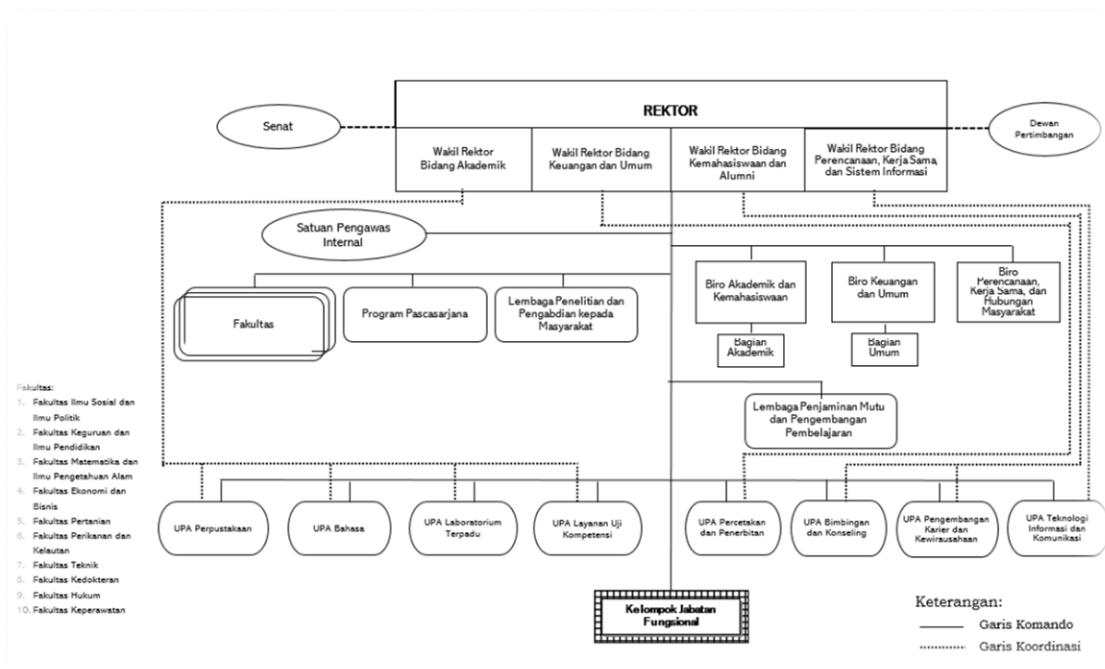 REKTOR
Senat
Dewan
Pertimbangan
Wakil Rektor
Bidang Akademik
Wakil Rektor Bidang
Keuangan dan Umum
Wakil Rektor Bidang
Kemahasiswaan dan
Alumni
Wakil Rektor Bidang
Perencanaan, Kerja Sama,
dan Sistem Informasi
Satuan Pengawas
Internal
Fakultas
Program Pascasarjana
Lembaga Penelitian dan
Pengabdian kepada
Masyarakat
Biro Akademik dan
Kemahasiswaan
Biro Keuangan
dan Umum
Biro
Perencanaan,
Kerja Sama, dan
Hubungan
Masyarakat
Bagian
Akademik
Bagian
Umum
Lembaga Penjaminan Mutu
dan Pengembangan
Pembelajaran
Fakultas:
1. Fakultas Ilmu Sosial dan
Ilmu Politik
2. Fakultas Keguruan dan
Ilmu Pendidikan
3. Fakultas Matematika dan
Ilmu Pengetahuan Alam
4. Fakultas Ekonomi dan
Bisnis
5. Fakultas Pertanian
6. Fakultas Perikanan dan
Kelautan
7. Fakultas Teknik
8. Fakultas Kedokteran
9. Fakultas Hukum
10. Fakultas Keperawatan
UPA Perpustakaan
UPA Bahasa
UPA Laboratorium
Terpadu
UPA Layanan Uji
Kompetensi
UPA Percetakan
dan Penerbitan
UPA Bimbingan
dan Konseling
UPA Pengembangan
Karier dan
Kewirausahaan
UPA Teknologi
Informasi dan
Komunikasi
Kelompok Jabatan
Fungsional
Keterangan:
Garis Komando
Garis Koordinasi